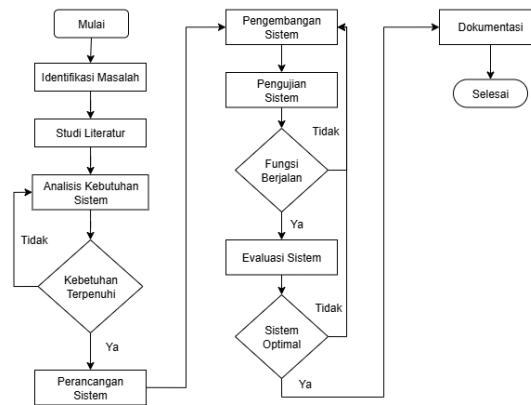 Mulai
Identifikasi Masalah
Studi Literatur
Analisis Kebutuhan
Sistem
Tidak
Kebetuhan
Terpenuhi
Ya
Perancangan
Sistem
Pengembangan
Sistem
Pengujian
Sistem
Tidak
Fungsi
Berjalan
Ya
Evaluasi Sistem
Tidak
Sistem
Optimal
Ya
Dokumentasi
Selesai